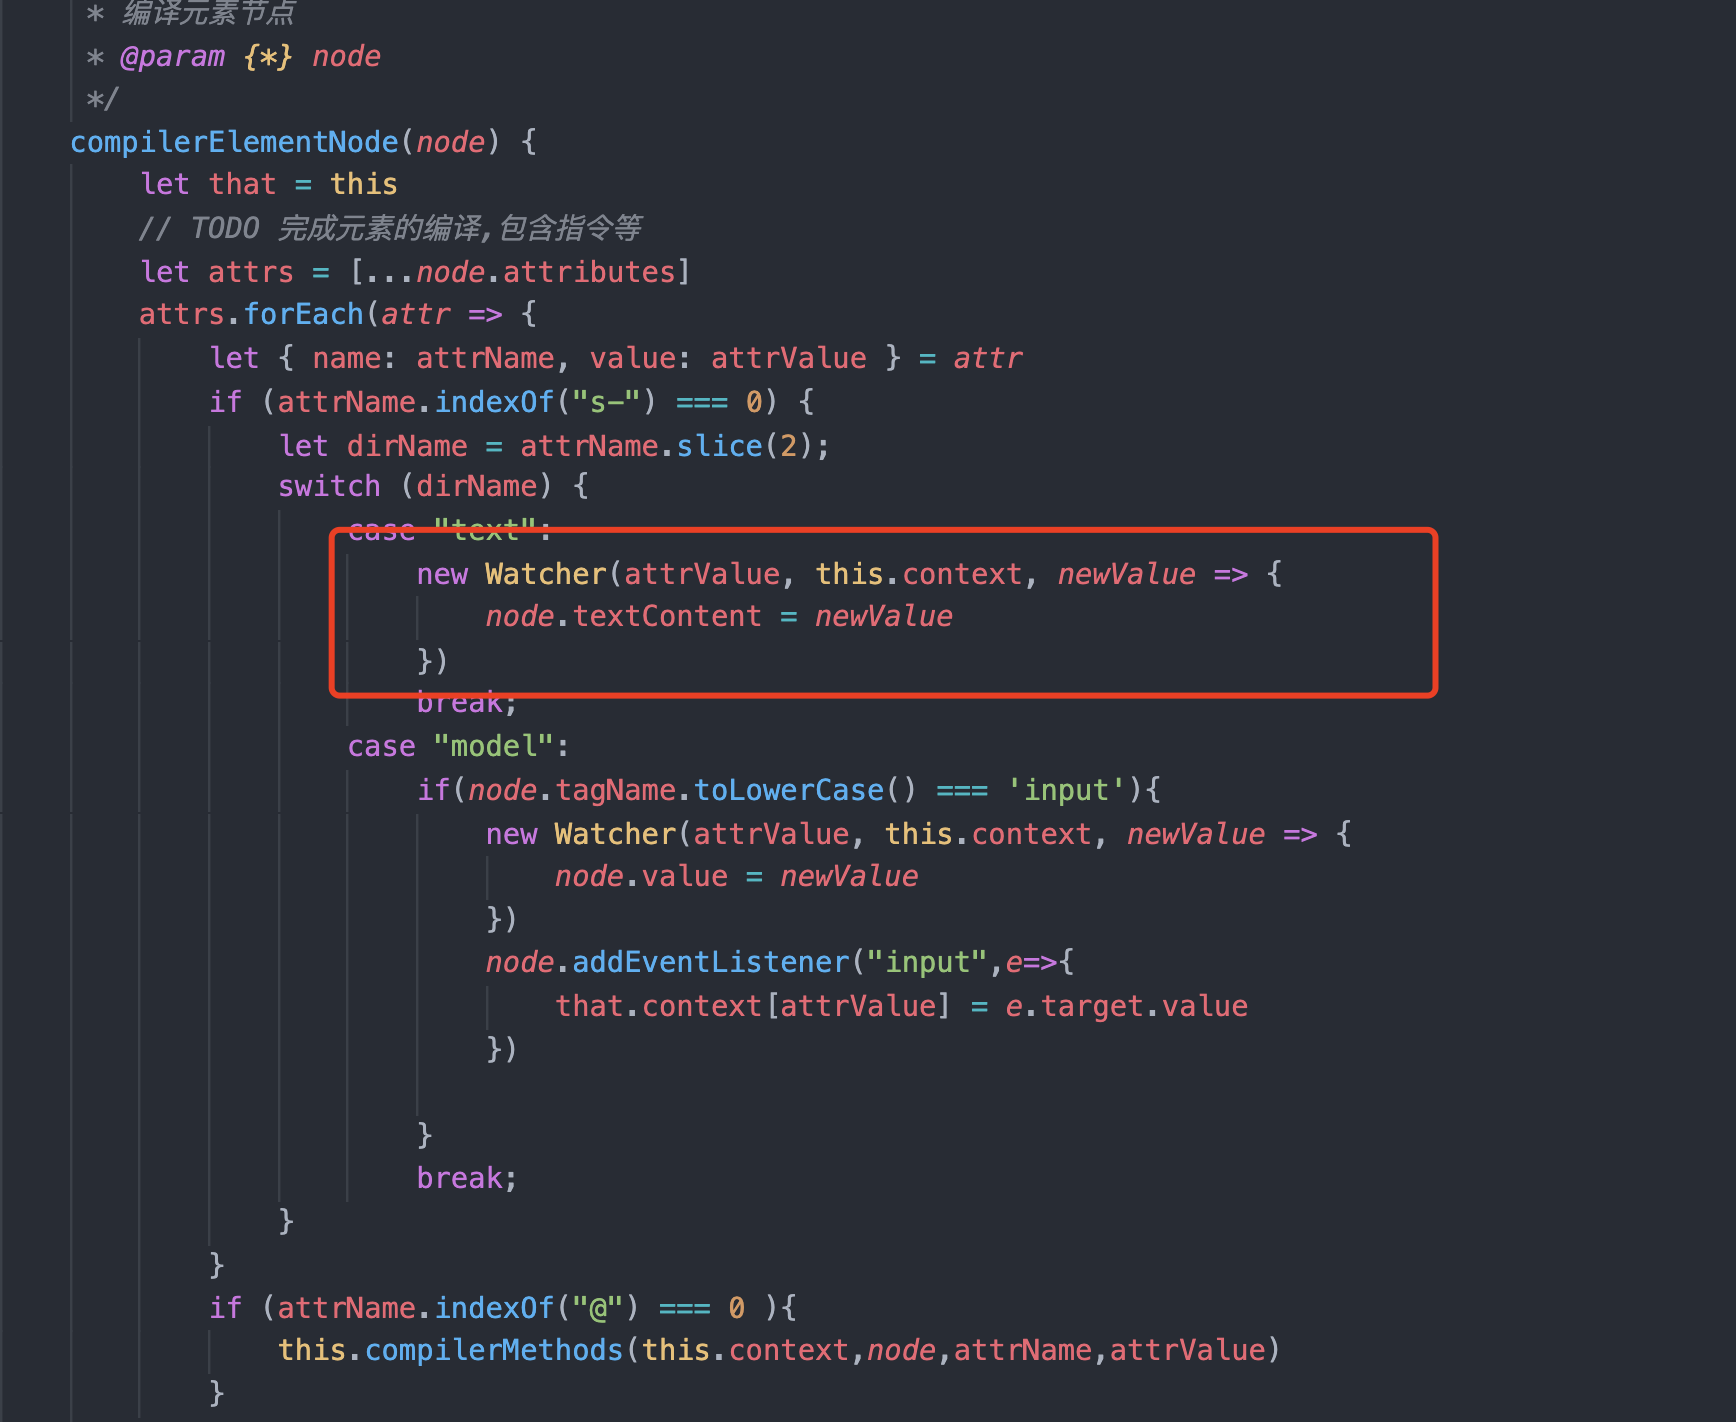 * 编译元素节点
* @param {*} node
*/
compilerElementNode(node) {
let that = this
// TODO 完成元素的编译,包含指令等
let attrs = [...node.attributes]
attrs.forEach(attr => {
let { name: attrName, value: attrValue } = attr
if (attrName.indexOf("s-") === 0) {
let dirName = attrName.slice(2);
switch (dirName) {
case "text":
new Watcher(attrValue, this.context, newValue => {
node.textContent = newValue
})
break;
case "model":
if(node.tagName.toLowerCase() === 'input'){
new Watcher(attrValue, this.context, newValue => {
node.value = newValue
})
node.addEventListener("input",e=>{
that.context[attrValue] = e.target.value
})
}
break;
}
}
if (attrName.indexOf("@") === 0 ){
this.compilerMethods(this.context,node,attrName,attrValue)
}